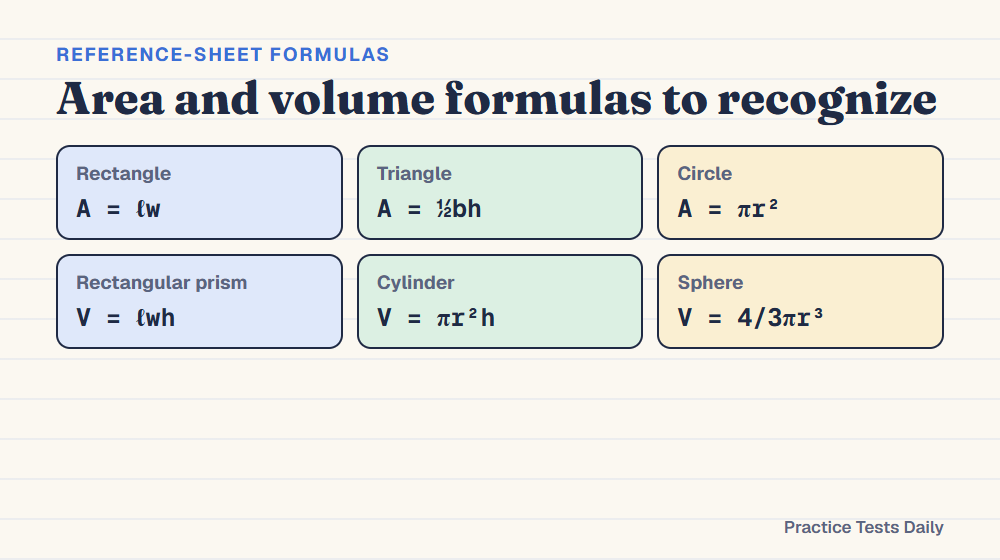 REFERENCE-SHEET FORMULAS
Area and volume formulas to recognize
Rectangle
A = ℓw
Triangle
A = ½bh
Circle
A = πr²
Rectangular prism
V = ℓwh
Cylinder
V = πr²h
Sphere
V = 4/3πr³
Practice Tests Daily